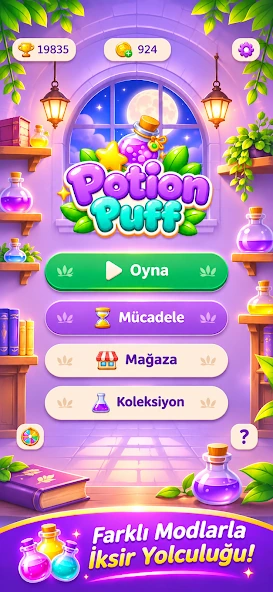 19835
924
Potion
Puff
Oyna
Mücadele
Mağaza
Koleksiyon
?
Farklı Modlarla
İksir Yolculuğu!